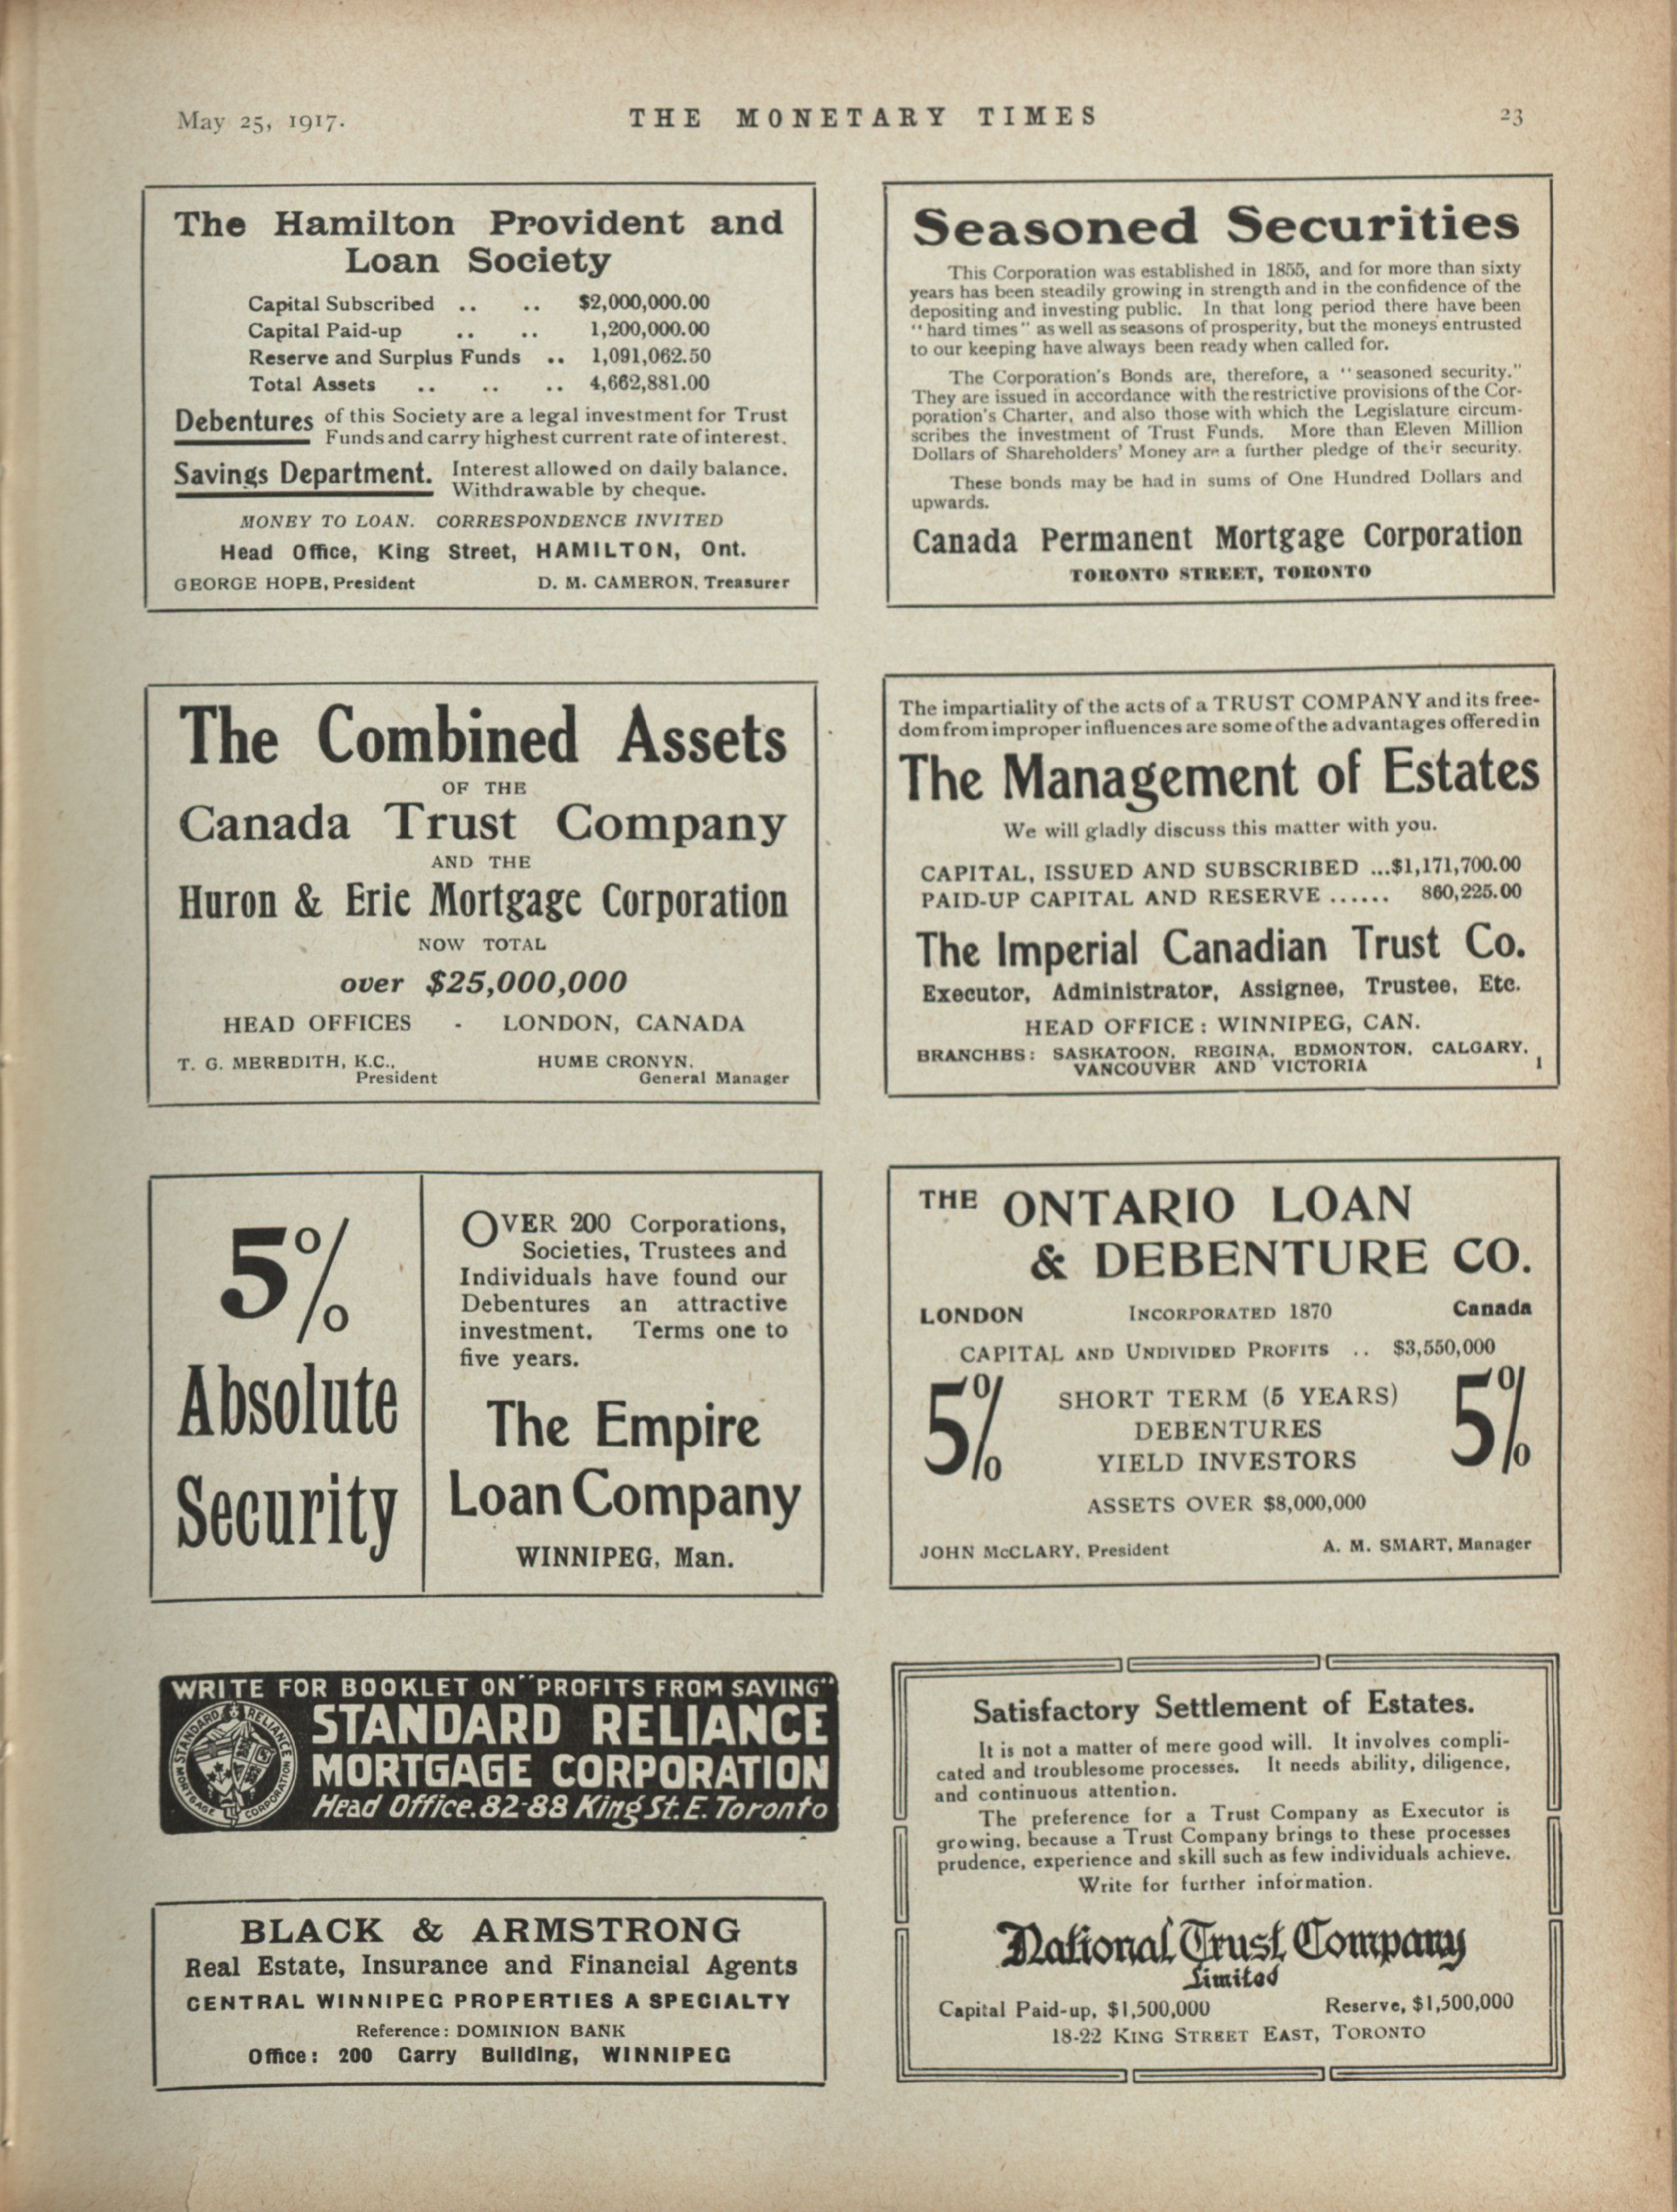 May 25, 1917.
THE MONETARY TIMES
23
The Hamilton Provident and
Loan Society
Capital Subscribed .. .. $2,000,000.00
Capital Paid-up .. .. 1,200,000.00
Reserve and Surplus Funds .. 1,091,062.50
Total Assets .. .. .. 4,662,881.00
Debentures of this Society are a legal investment for Trust
Funds and carry highest current rate of interest.
Savings Department. Interest allowed on daily balance.
Withdrawable by cheque.
MONEY TO LOAN. CORRESPONDENCE INVITED
Head Office, King Street, HAMILTON, Ont.
GEORGE HOPE, President D. M. CAMERON, Treasurer
Seasoned Securities
This Corporation was established in 1855, and for more than sixty
years has been steadily growing in strength and in the confidence of the
depositing and investing public. In that long period there have been
"hard times" as well as seasons of prosperity, but the moneys entrusted
to our keeping have always been ready when called for.
The Corporation's Bonds are, therefore, a "seasoned security."
They are issued in accordance with the restrictive provisions of the Cor-
poration's Charter, and also those with which the Legislature circum-
scribes the investment of Trust Funds. More than Eleven Million
Dollars of Shareholders' Money are a further pledge of their security.
These bonds may be had in sums of One Hundred Dollars and
upwards.
Canada Permanent Mortgage Corporation
TORONTO STREET, TORONTO
The Combined Assets
OF THE
Canada Trust Company
AND THE
Huron & Erie Mortgage Corporation
NOW TOTAL
over $25,000,000
HEAD OFFICES - LONDON, CANADA
T. G. MEREDITH, K.C., HUME CRONYN,
President General Manager
The impartiality of the acts of a TRUST COMPANY and its free-
dom from improper influences are some of the advantages offered in
The Management of Estates
We will gladly discuss this matter with you.
CAPITAL, ISSUED AND SUBSCRIBED ...$1,171,700.00
PAID-UP CAPITAL AND RESERVE ...... 860,225.00
The Imperial Canadian Trust Co.
Executor, Administrator, Assignee, Trustee, Etc.
HEAD OFFICE: WINNIPEG, CAN.
BRANCHES: SASKATOON, REGINA, EDMONTON, CALGARY,
VANCOUVER AND VICTORIA 1
5%
Absolute
Security
OVER 200 Corporations,
Societies, Trustees and
Individuals have found our
Debentures an attractive
investment. Terms one to
five years.
The Empire
Loan Company
WINNIPEG, Man.
THE ONTARIO LOAN
& DEBENTURE CO.
LONDON INCORPORATED 1870 Canada
CAPITAL AND UNDIVIDED PROFITS .. $3,550,000
5% SHORT TERM (5 YEARS) 5%
DEBENTURES
YIELD INVESTORS
ASSETS OVER $8,000,000
JOHN McCLARY, President A. M. SMART, Manager
WRITE FOR BOOKLET ON "PROFITS FROM SAVING"
STANDARD RELIANCE
MORTGAGE CORPORATION
Head Office. 82-88 King St. E. Toronto
STANDARD RELIANCE MORTGAGE CORPORATION
BLACK & ARMSTRONG
Real Estate, Insurance and Financial Agents
CENTRAL WINNIPEG PROPERTIES A SPECIALTY
Reference: DOMINION BANK
Office: 200 Garry Building, WINNIPEG
Satisfactory Settlement of Estates.
It is not a matter of mere good will. It involves compli-
cated and troublesome processes. It needs ability, diligence,
and continuous attention.
The preference for a Trust Company as Executor is
growing, because a Trust Company brings to these processes
prudence, experience and skill such as few individuals achieve.
Write for further information.
National Trust Company
Limited
Capital Paid-up, $1,500,000 Reserve, $1,500,000
18-22 KING STREET EAST, TORONTO